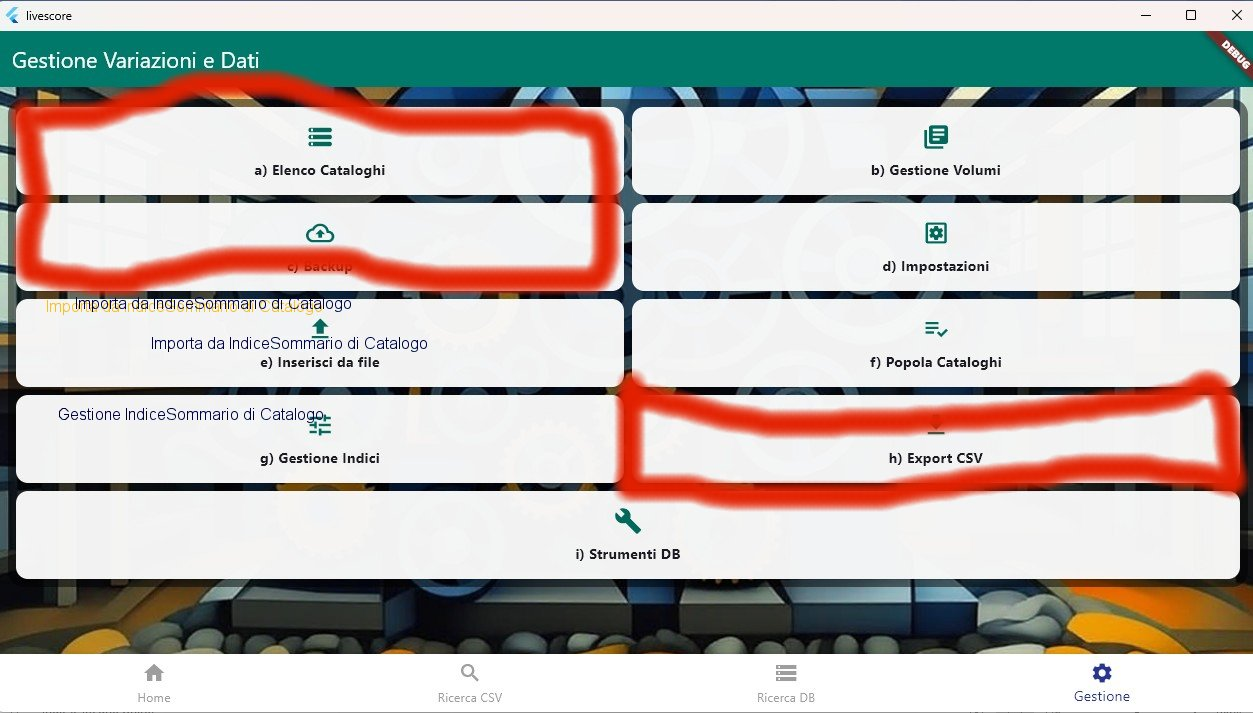 livescore
Gestione Variazioni e Dati
DEBUG
a) Elenco Cataloghi
b) Gestione Volumi
c) Backup
d) Impostazioni
Importa da IndiceSommario di Catalogo
Importa da IndiceSommario di Catalogo
Importa da IndiceSommario di Catalogo
e) Inserisci da file
f) Popola Cataloghi
Gestione IndiceSommario di Catalogo
g) Gestione Indici
h) Export CSV
i) Strumenti DB
Home
Ricerca CSV
Ricerca DB
Gestione